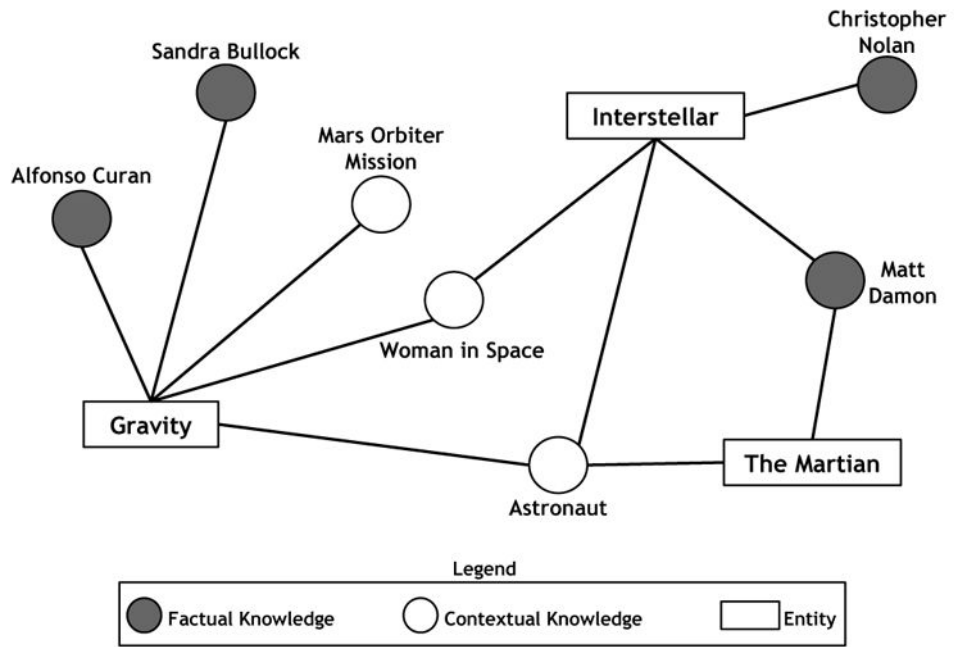 Christopher
Nolan
Sandra Bullock
Interstellar
Mars Orbiter
Mission
Alfonso Curan
Matt
Damon
Woman in Space
Gravity
The Martian
Astronaut
Legend
Factual Knowledge
Contextual Knowledge
Entity